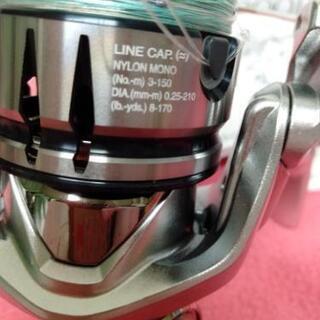 LINE CAP. (≈)
NYLON MONO
(No.-m) 3-150
DIA.(mm-m) 0.25-210
(lb.-yds.) 8-170